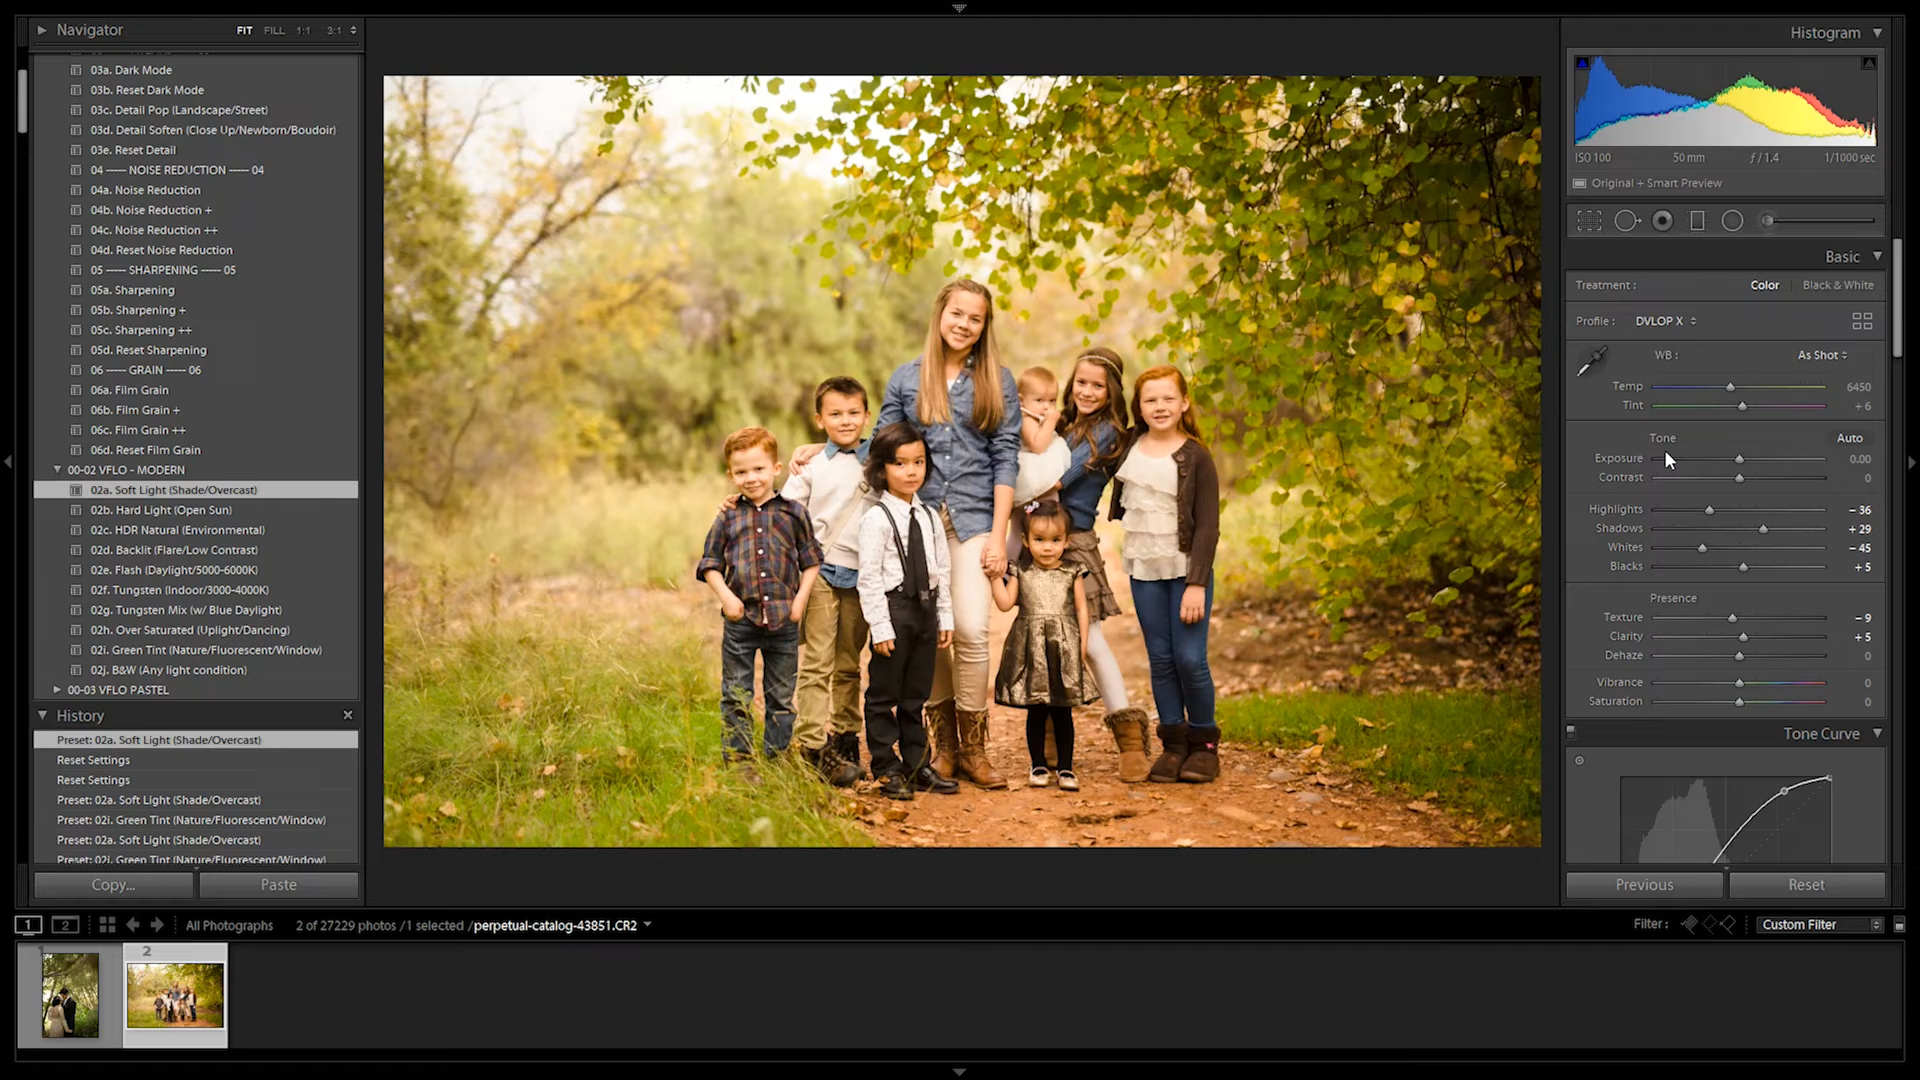 Navigator
FIT FILL 1:1 3:1
03a. Dark Mode
03b. Reset Dark Mode
03c. Detail Pop (Landscape/Street)
03d. Detail Soften (Close Up/Newborn/Boudoir)
03e. Reset Detail
04 ----- NOISE REDUCTION ----- 04
04a. Noise Reduction
04b. Noise Reduction +
04c. Noise Reduction ++
04d. Reset Noise Reduction
05 ----- SHARPENING ----- 05
05a. Sharpening
05b. Sharpening +
05c. Sharpening ++
05d. Reset Sharpening
06 ----- GRAIN ----- 06
06a. Film Grain
06b. Film Grain +
06c. Film Grain ++
06d. Reset Film Grain
00-02 VFLO - MODERN
02a. Soft Light (Shade/Overcast)
02b. Hard Light (Open Sun)
02c. HDR Natural (Environmental)
02d. Backlit (Flare/Low Contrast)
02e. Flash (Daylight/5000-6000K)
02f. Tungsten (Indoor/3000-4000K)
02g. Tungsten Mix (w/ Blue Daylight)
02h. Over Saturated (Uplight/Dancing)
02i. Green Tint (Nature/Fluorescent/Window)
02j. B&W (Any light condition)
00-03 VFLO PASTEL
History
Preset: 02a. Soft Light (Shade/Overcast)
Reset Settings
Reset Settings
Preset: 02a. Soft Light (Shade/Overcast)
Preset: 02i. Green Tint (Nature/Fluorescent/Window)
Preset: 02a. Soft Light (Shade/Overcast)
Preset: 02i. Green Tint (Nature/Fluorescent/Window)
Copy... Paste
Histogram
ISO 100 50 mm ƒ / 1.4 1/1000 sec
Original + Smart Preview
Basic
Treatment : Color Black & White
Profile : DVLOP X
WB : As Shot
Temp 6450
Tint + 6
Tone Auto
Exposure 0.00
Contrast 0
Highlights - 36
Shadows + 29
Whites - 45
Blacks + 5
Presence
Texture - 9
Clarity + 5
Dehaze 0
Vibrance 0
Saturation 0
Tone Curve
Previous Reset
1 2 All Photographs 2 of 27229 photos / 1 selected / perpetual-catalog-43851.CR2 Filter : Custom Filter
1 2